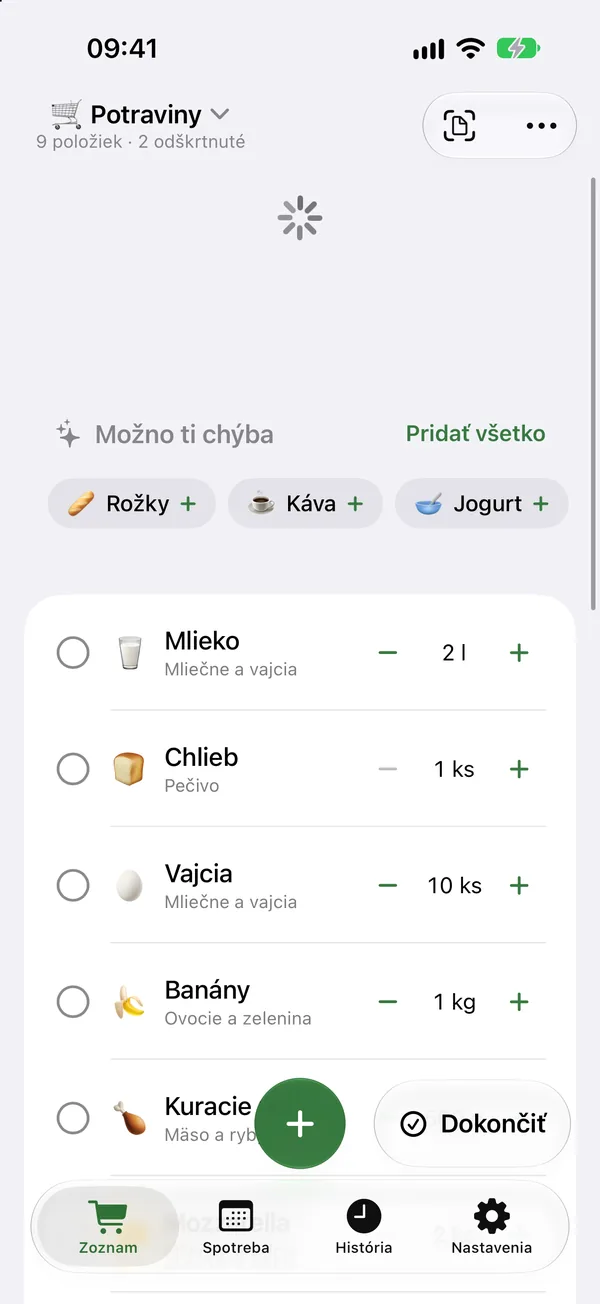 09:41
Potraviny
9 položiek · 2 odškrtnuté
Možno ti chýba
Pridať všetko
Rožky +
Káva +
Jogurt +
Mlieko
Mliečne a vajcia
− 2 l +
Chlieb
Pečivo
− 1 ks +
Vajcia
Mliečne a vajcia
− 10 ks +
Banány
Ovocie a zelenina
− 1 kg +
Kuracie
Mäso a ryb
+
Dokončiť
Zoznam
Spotreba
História
Nastavenia